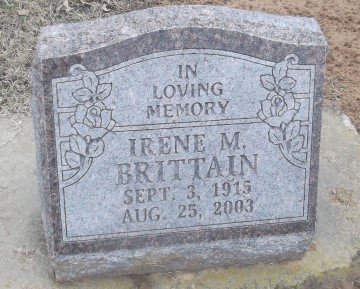 IN
LOVING
MEMORY
IRENE M.
BRITTAIN
SEPT. 3, 1915
AUG. 25, 2003